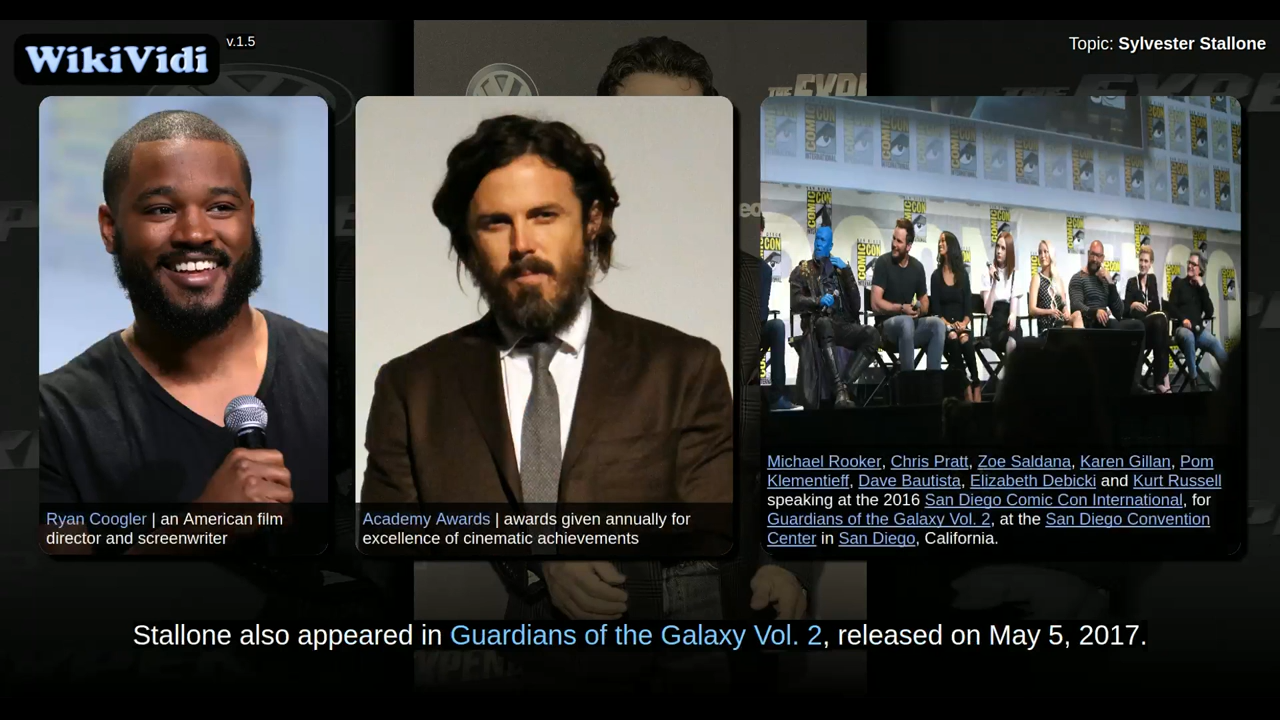 WikiVidi
v.1.5
Topic: Sylvester Stallone
Ryan Coogler | an American film
director and screenwriter
Academy Awards | awards given annually for
excellence of cinematic achievements
Michael Rooker, Chris Pratt, Zoe Saldana, Karen Gillan, Pom
Klementieff, Dave Bautista, Elizabeth Debicki and Kurt Russell
speaking at the 2016 San Diego Comic Con International, for
Guardians of the Galaxy Vol. 2, at the San Diego Convention
Center in San Diego, California.
Stallone also appeared in Guardians of the Galaxy Vol. 2, released on May 5, 2017.